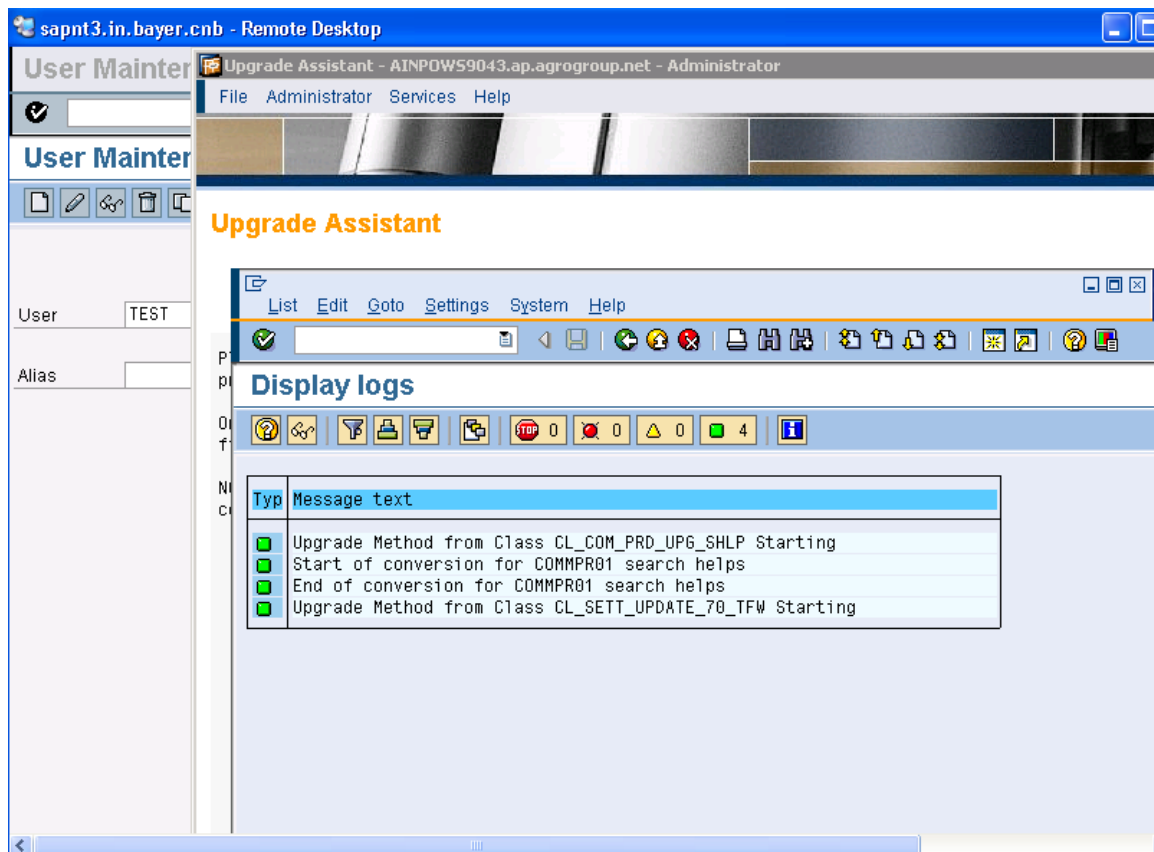 sapnt3.in.bayer.cnb - Remote Desktop
User Mainter
Upgrade Assistant - AINPOWS9043.ap.agrogroup.net - Administrator
File Administrator Services Help
User Mainter
Upgrade Assistant
List Edit Goto Settings System Help
User TEST
Alias
Display logs
STOP 0 0 0 4
Typ Message text
Upgrade Method from Class CL_COM_PRD_UPG_SHLP Starting
Start of conversion for COMMPR01 search helps
End of conversion for COMMPR01 search helps
Upgrade Method from Class CL_SETT_UPDATE_70_TFW Starting